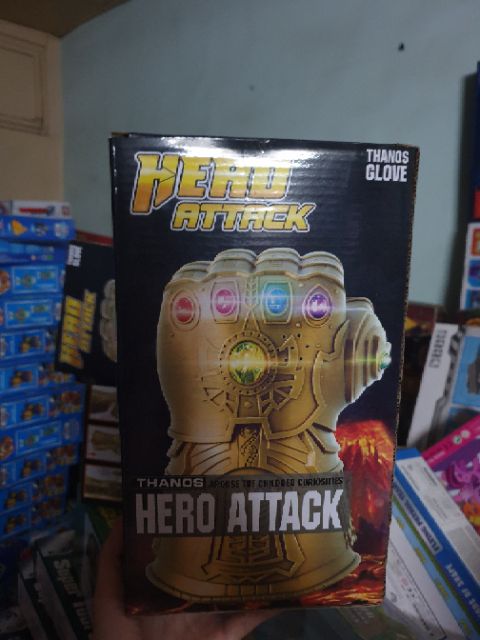 HERO
ATTACK
THANOS
GLOVE
THANOS AROUSE THE CHILDREN CURIOSITIES
HERO ATTACK